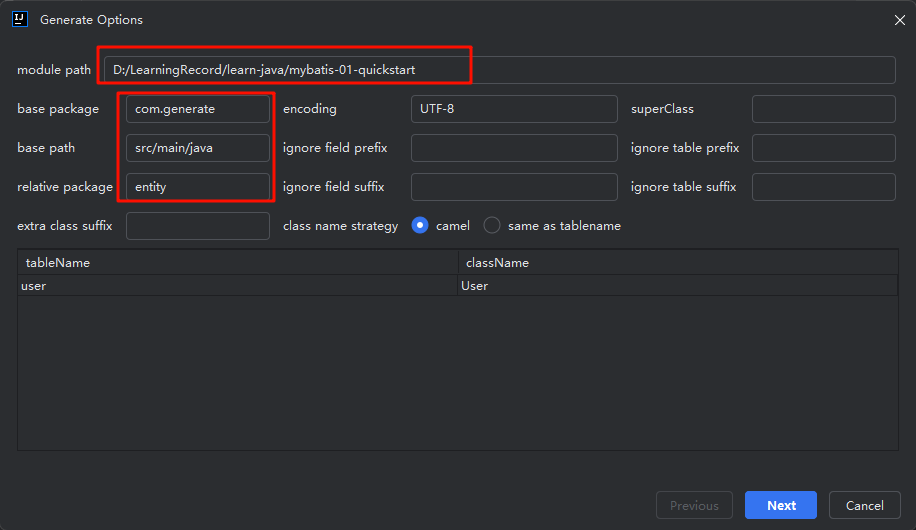 Generate Options
module path D:/LearningRecord/learn-java/mybatis-01-quickstart
base package com.generate encoding UTF-8 superClass
base path src/main/java ignore field prefix ignore table prefix
relative package entity ignore field suffix ignore table suffix
extra class suffix class name strategy camel same as tablename
tableName className
user User
Previous Next Cancel